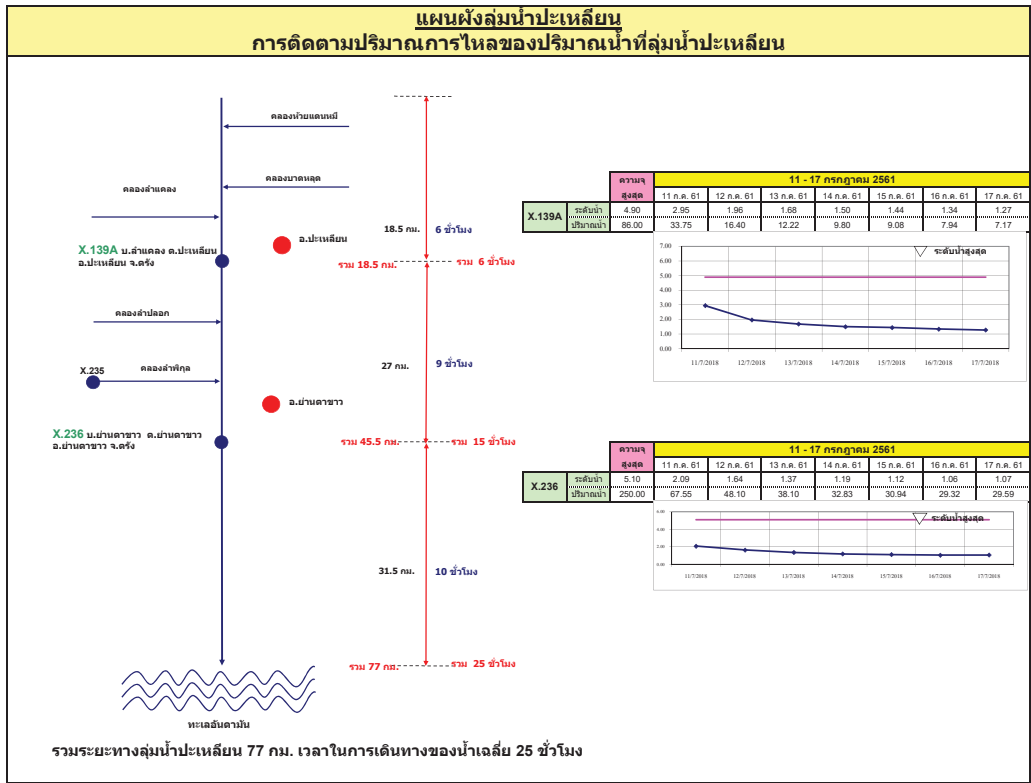 แผนผังลุ่มน้ำปะเหลียน
การติดตามปริมาณการไหลของปริมาณน้ำที่ลุ่มน้ำปะเหลียน
คลองห้วยแดนหมี
คลองบาดหลุด
คลองลำแคลง
18.5 กม.
6 ชั่วโมง
อ.ปะเหลียน
X.139A บ.ลำแคลง ต.ปะเหลียน
อ.ปะเหลียน จ.ตรัง
รวม 18.5 กม.
รวม 6 ชั่วโมง
คลองลำปลอก
X.235
คลองลำพิกุล
27 กม.
9 ชั่วโมง
อ.ย่านตาขาว
X.236 บ.ย่านตาขาว ต.ย่านตาขาว
อ.ย่านตาขาว จ.ตรัง
รวม 45.5 กม.
รวม 15 ชั่วโมง
31.5 กม.
10 ชั่วโมง
รวม 77 กม.
รวม 25 ชั่วโมง
ทะเลอันดามัน
รวมระยะทางลุ่มน้ำปะเหลียน 77 กม. เวลาในการเดินทางของน้ำเฉลี่ย 25 ชั่วโมง
ความจุ
สูงสุด
11 - 17 กรกฎาคม 2561
11 ก.ค. 61 12 ก.ค. 61 13 ก.ค. 61 14 ก.ค. 61 15 ก.ค. 61 16 ก.ค. 61 17 ก.ค. 61
X.139A
ระดับน้ำ 4.90 2.95 1.96 1.68 1.50 1.44 1.34 1.27
ปริมาณน้ำ 86.00 33.75 16.40 12.22 9.80 9.08 7.94 7.17
ระดับน้ำสูงสุด
7.00
6.00
5.00
4.00
3.00
2.00
1.00
0.00
11/7/2018 12/7/2018 13/7/2018 14/7/2018 15/7/2018 16/7/2018 17/7/2018
ความจุ
สูงสุด
11 - 17 กรกฎาคม 2561
11 ก.ค. 61 12 ก.ค. 61 13 ก.ค. 61 14 ก.ค. 61 15 ก.ค. 61 16 ก.ค. 61 17 ก.ค. 61
X.236
ระดับน้ำ 5.10 2.09 1.64 1.37 1.19 1.12 1.06 1.07
ปริมาณน้ำ 250.00 67.55 48.10 38.10 32.83 30.94 29.32 29.59
ระดับน้ำสูงสุด
6.00
4.00
2.00
0.00
11/7/2018 12/7/2018 13/7/2018 14/7/2018 15/7/2018 16/7/2018 17/7/2018